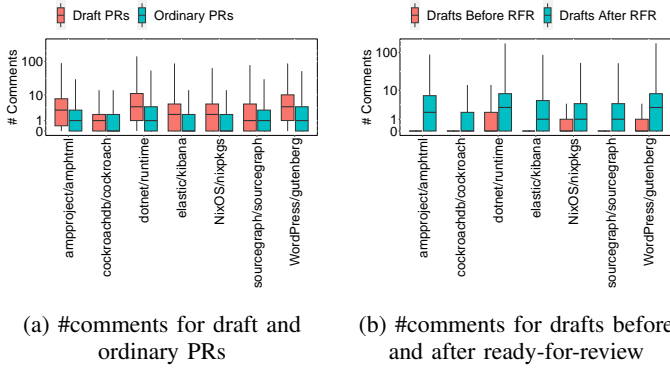 Draft PRs Ordinary PRs
# Comments
100
10
1
0
ampproject/amphtml
cockroachdb/cockroach
dotnet/runtime
elastic/kibana
NixOS/nixpkgs
sourcegraph/sourcegraph
WordPress/gutenberg
(a) #comments for draft and
ordinary PRs
Drafts Before RFR Drafts After RFR
# Comments
100
10
1
0
ampproject/amphtml
cockroachdb/cockroach
dotnet/runtime
elastic/kibana
NixOS/nixpkgs
sourcegraph/sourcegraph
WordPress/gutenberg
(b) #comments for drafts before
and after ready-for-review